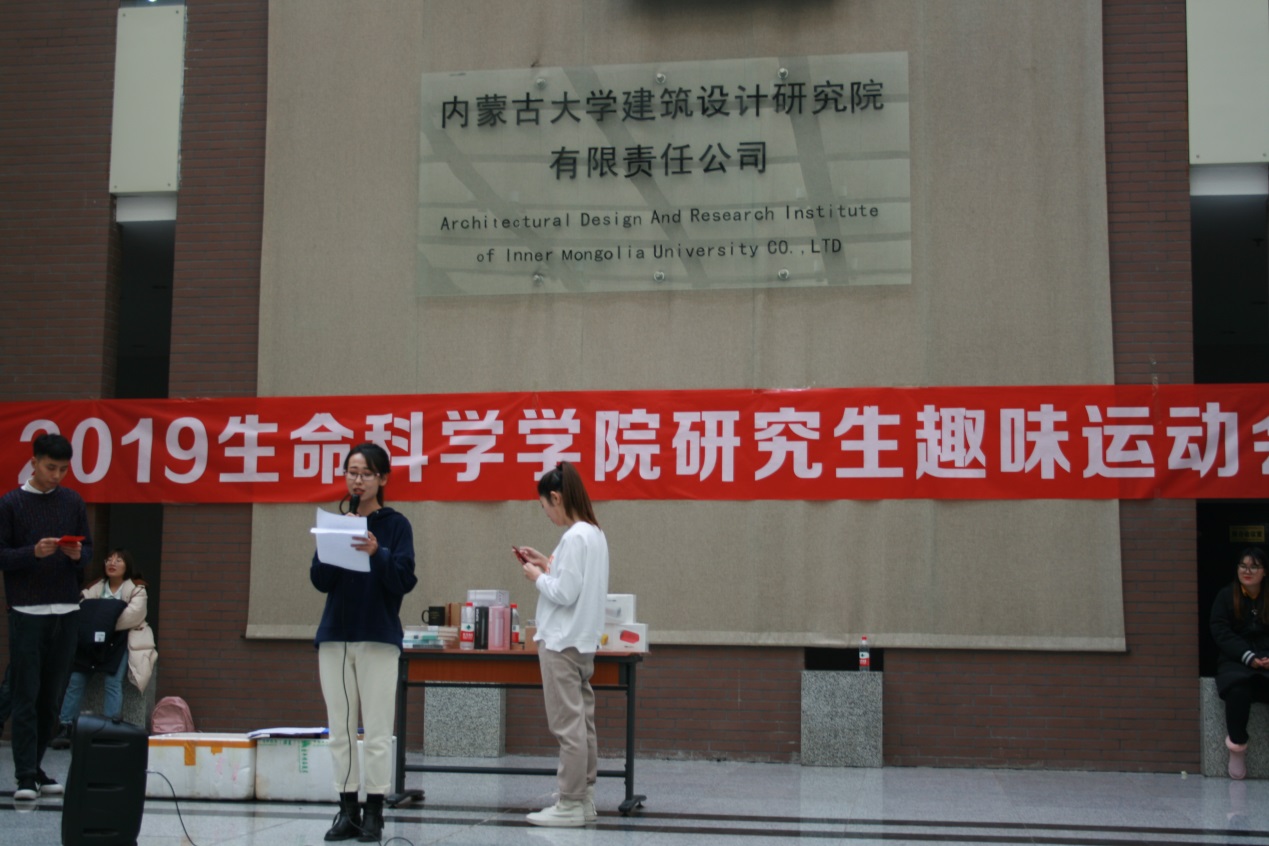 内蒙古大学建筑设计研究院
有限责任公司
Architectural Design And Research Institute
of Inner Mongolia University CO.,LTD
2019生命科学学院研究生趣味运动会